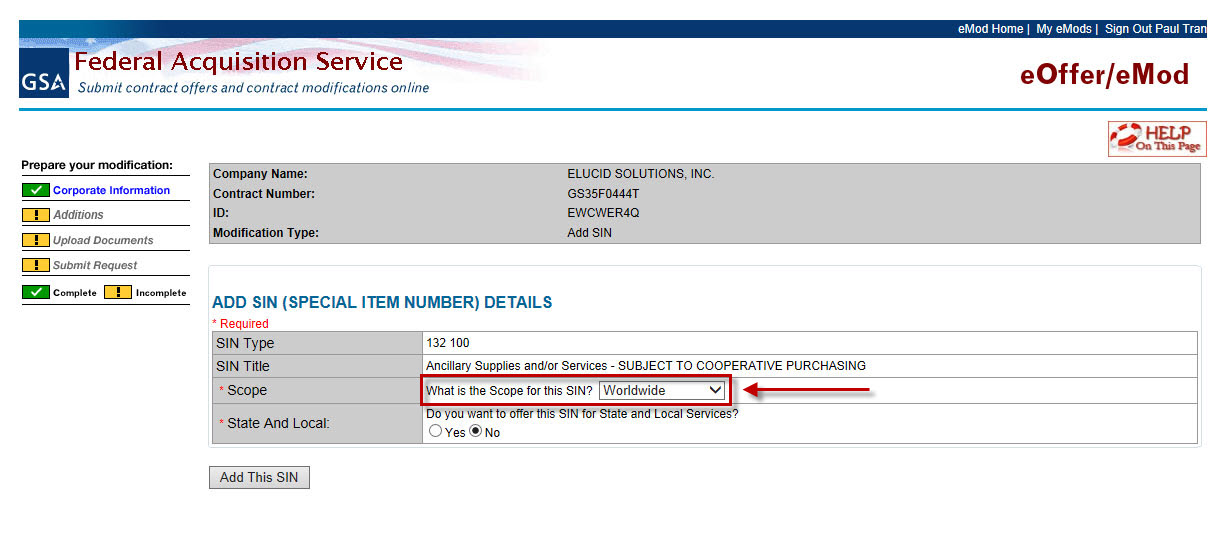 eMod Home | My eMods | Sign Out Paul Tran
GSA
Federal Acquisition Service
Submit contract offers and contract modifications online
eOffer/eMod
HELP
On This Page
Prepare your modification:
Corporate Information
Additions
Upload Documents
Submit Request
Complete ! Incomplete
Company Name: ELUCID SOLUTIONS, INC.
Contract Number: GS35F0444T
ID: EWCWER4Q
Modification Type: Add SIN
ADD SIN (SPECIAL ITEM NUMBER) DETAILS
* Required
SIN Type 132 100
SIN Title Ancillary Supplies and/or Services - SUBJECT TO COOPERATIVE PURCHASING
* Scope What is the Scope for this SIN? Worldwide
* State And Local: Do you want to offer this SIN for State and Local Services?
Yes No
Add This SIN